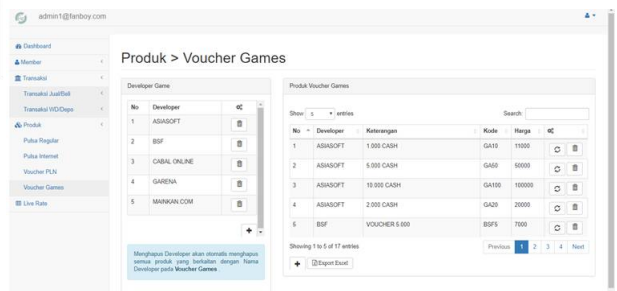 admin1@fanboy.com
Dashboard
Member
Transaksi
Transaksi Jual/Beli
Transaksi WD/Depo
Produk
Pulsa Regular
Pulsa Internet
Voucher PLN
Voucher Games
Live Rate
Produk > Voucher Games
Developer Game
No Developer
1 ASIASOFT
2 BSF
3 CABAL ONLINE
4 GARENA
5 MAINKAN.COM
Menghapus Developer akan otomatis menghapus
semua produk yang berkaitan dengan Nama
Developer pada Voucher Games .
Produk Voucher Games
Show 5 entries Search:
No Developer Keterangan Kode Harga
1 ASIASOFT 1.000 CASH GA10 11000
2 ASIASOFT 5.000 CASH GA50 50000
3 ASIASOFT 10.000 CASH GA100 100000
4 ASIASOFT 2.000 CASH GA20 20000
5 BSF VOUCHER 5.000 BSF5 7000
Showing 1 to 5 of 17 entries Previous 1 2 3 4 Next
Export Excel